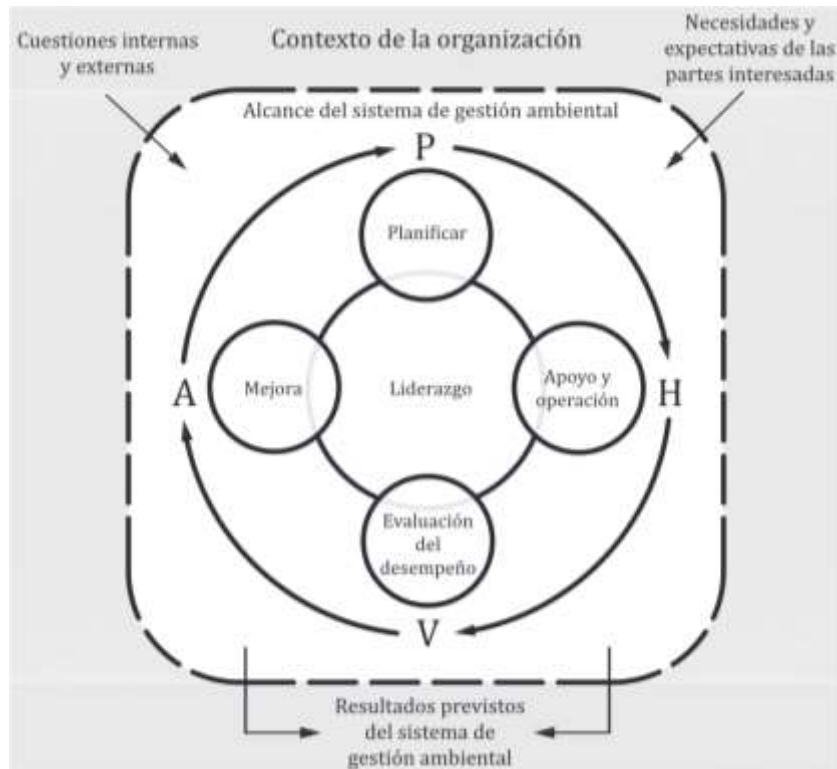 Cuestiones internas
y externas
Contexto de la organización
Necesidades y
expectativas de las
partes interesadas
Alcance del sistema de gestión ambiental
P
Planificar
A
Mejora
Liderazgo
Apoyo y
operación
H
Evaluación
del
desempeño
V
Resultados previstos
del sistema de
gestión ambiental